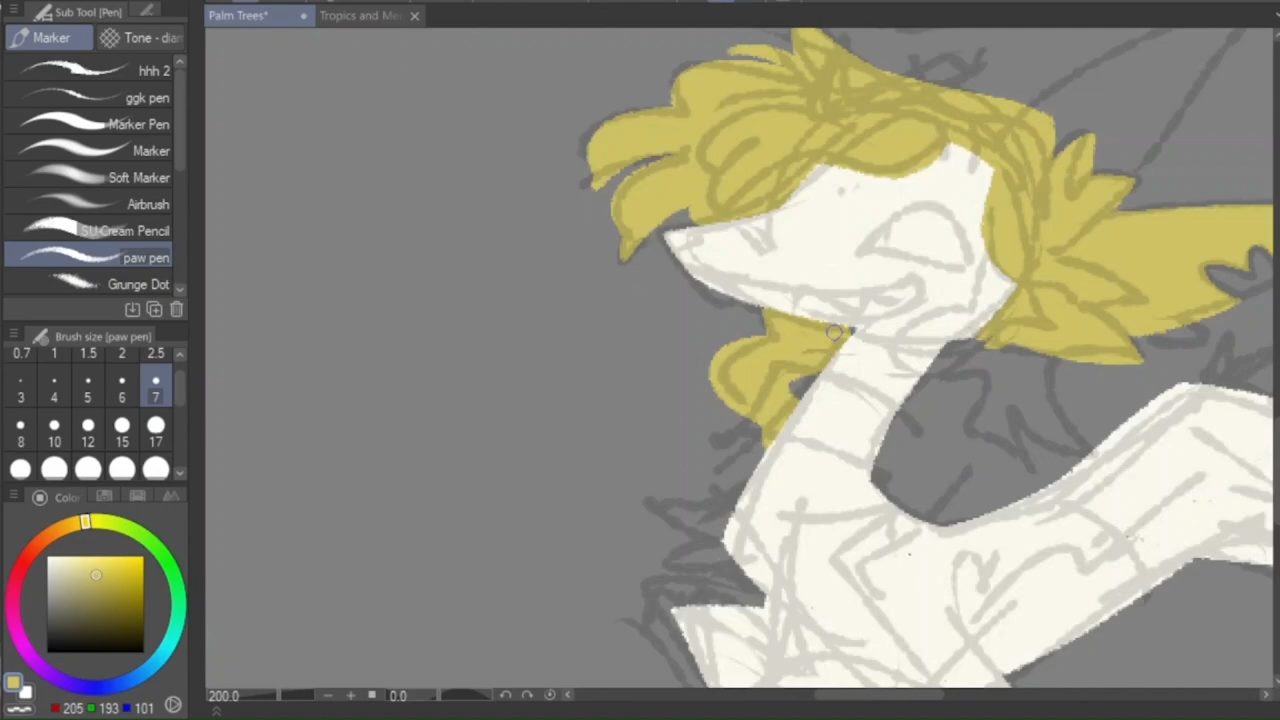 Sub Tool [Pen]
Palm Trees*
Tropics and Me
Marker
Tone - dia
hhh 2
ggk pen
Marker Pen
Marker
Soft Marker
Airbrush
SU-Cream Pencil
paw pen
Grunge Dot
Brush size [paw pen]
0.7 1 1.5 2 2.5
3 4 5 6 7
8 10 12 15 17
Colo
205 193 101
200.0
0.0